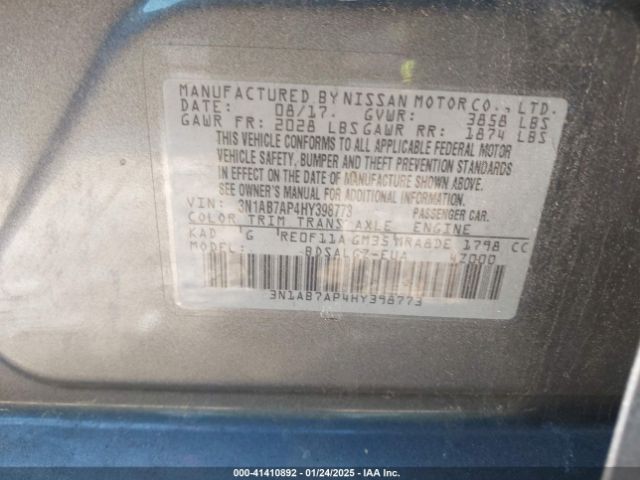 MANUFACTURED BY NISSAN MOTOR CO., LTD.
DATE: 08/17. GVWR: 3858 LBS
GAWR FR: 2028 LBS GAWR RR: 1874 LBS
THIS VEHICLE CONFORMS TO ALL APPLICABLE FEDERAL MOTOR
VEHICLE SAFETY, BUMPER AND THEFT PREVENTION STANDARDS
IN EFFECT ON THE DATE OF MANUFACTURE SHOWN ABOVE.
SEE OWNER'S MANUAL FOR ADDITIONAL INFORMATION.
VIN: 3N1AB7AP4HY398773 PASSENGER CAR.
COLOR TRIM TRANS AXLE ENGINE
KAD G RE0F11A GM35 MRA8DE 1798 CC
BDSALGZ-EUA 4Z000
3N1AB7AP4HY398773
000-41410892 - 01/24/2025 - IAA Inc.